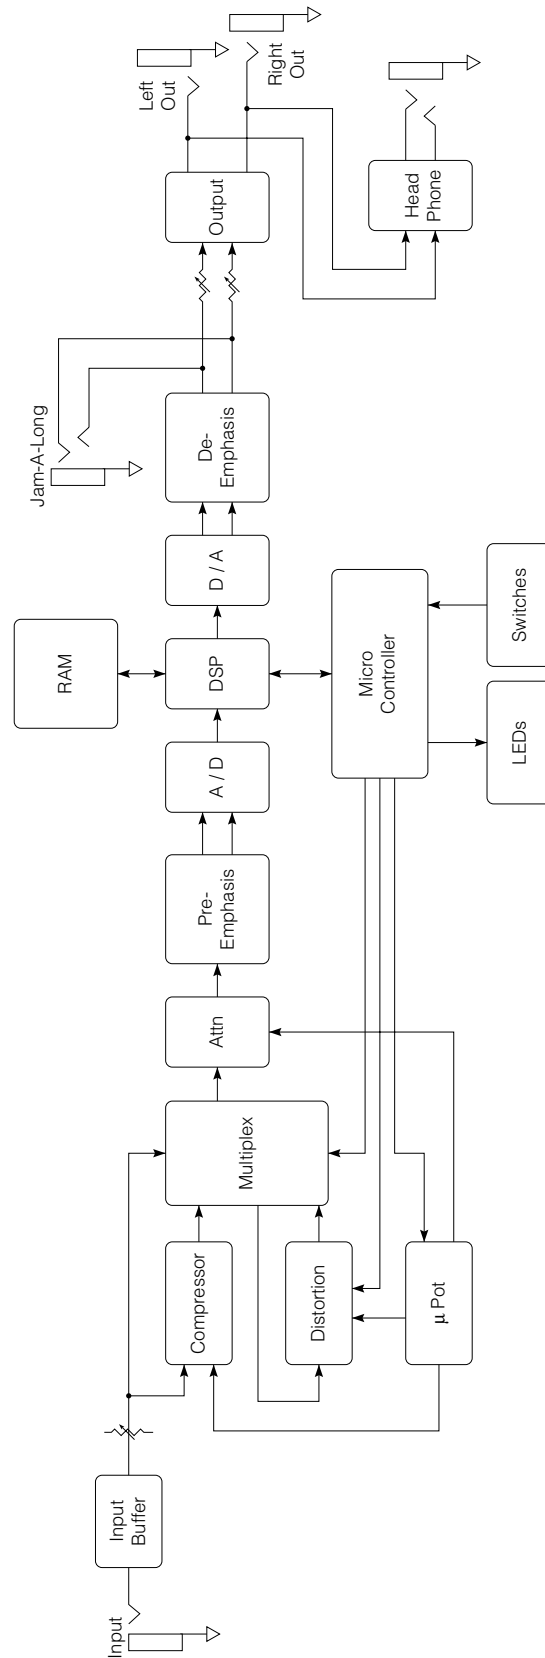 Input
Input
Buffer
Compressor
Distortion
µ Pot
Multiplex
Attn
Pre-
Emphasis
A / D
DSP
RAM
D / A
Micro
Controller
LEDs
Switches
De-
Emphasis
Jam-A-Long
Output
Left
Out
Right
Out
Head
Phone